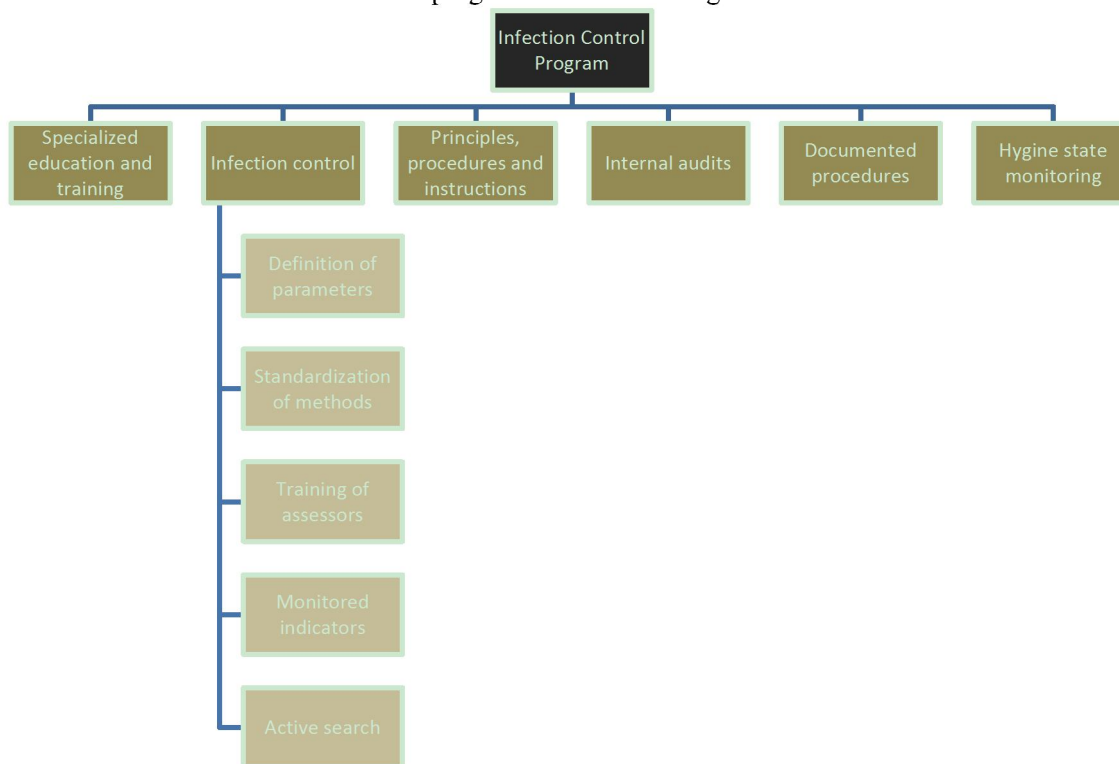 Infection Control
Program
Specialized
education and
training
Infection control
Principles,
procedures and
instructions
Internal audits
Documented
procedures
Hygine state
monitoring
Definition of
parameters
Standardization
of methods
Training of
assessors
Monitored
indicators
Active search